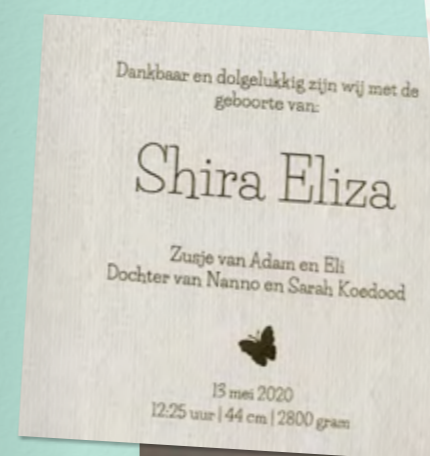 Dankbaar en dolgelukkig zijn wij met de
geboorte van:
Shira Eliza
Zusje van Adam en Eli
Dochter van Nanno en Sarah Koedood
13 mei 2020
12:25 uur | 44 cm | 2800 gram